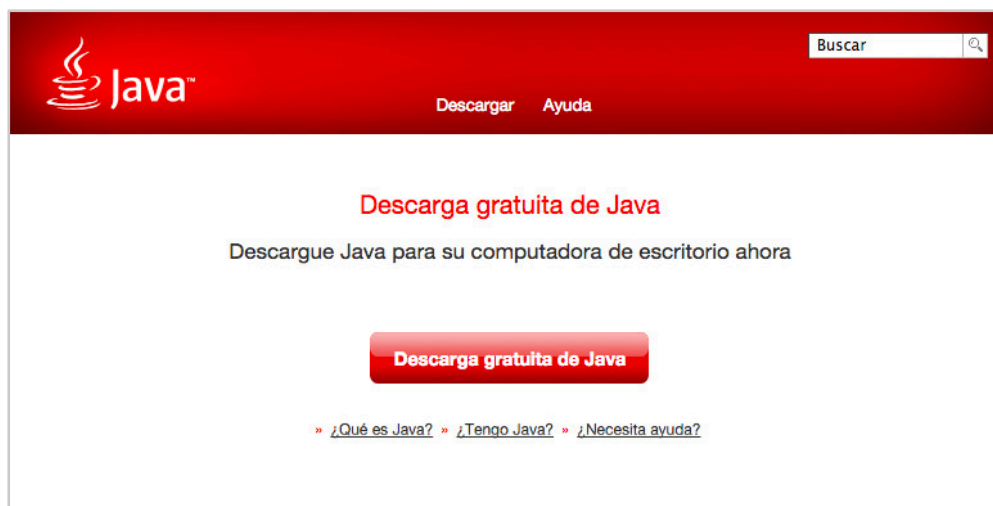 Buscar
Java™
Descargar Ayuda
Descarga gratuita de Java
Descargue Java para su computadora de escritorio ahora
Descarga gratuita de Java
» ¿Qué es Java? » ¿Tengo Java? » ¿Necesita ayuda?